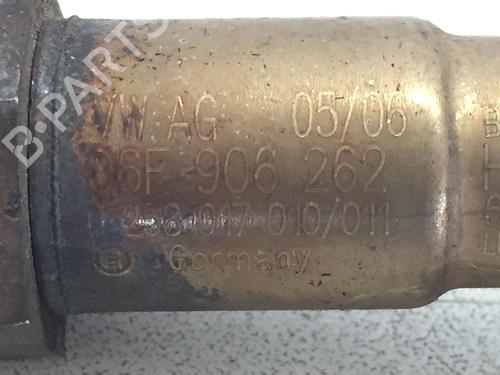 B-PARTS
VW AG 05/06
06F 906 262
258 017 010/011
Germany